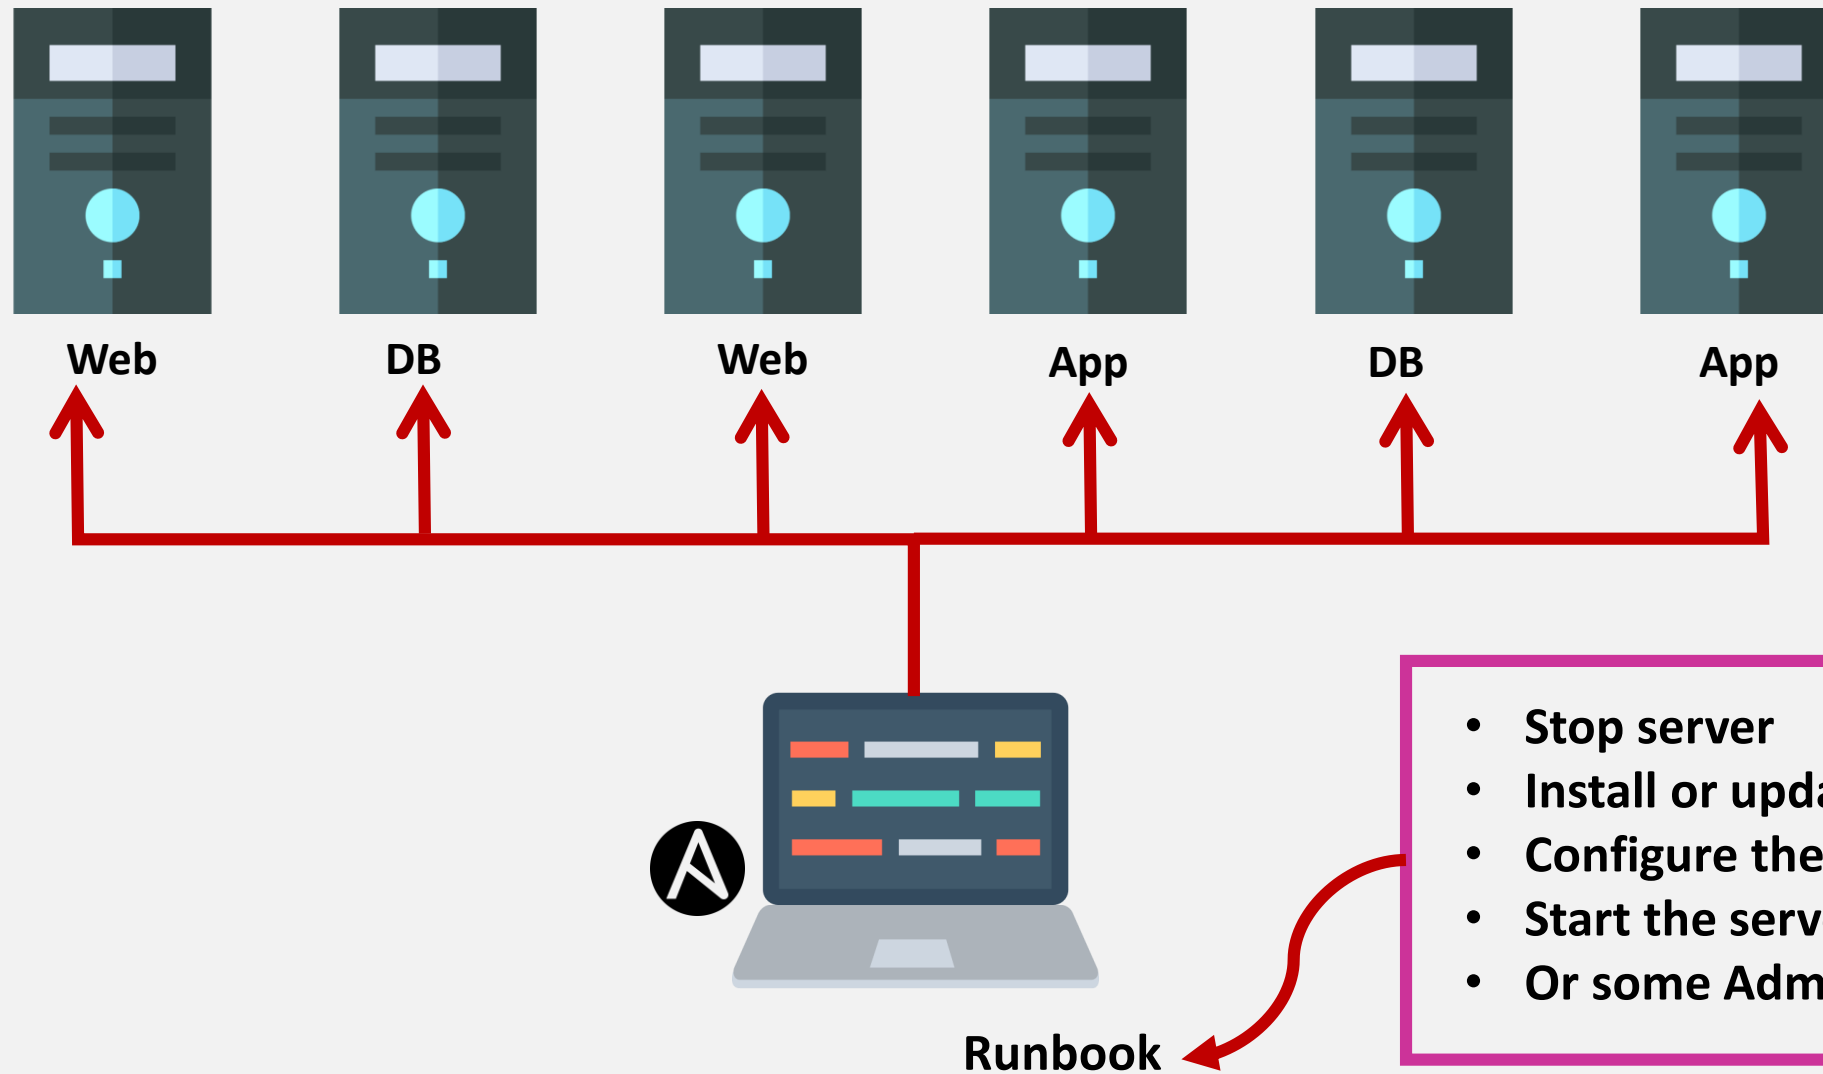 Web DB Web App DB App
• Stop server
• Install or upda
• Configure the
• Start the serv
• Or some Adm
Runbook